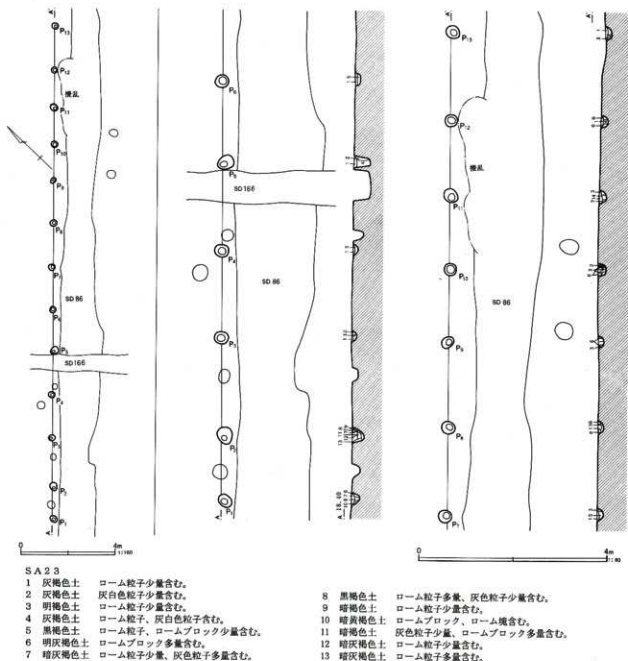 A'
P13
P12
攪乱
P11
P10
P9
P8
P7
SD86
P6
P5
SD166
P4
P3
P2
P1
A
0 4m
1:160
A'
P6
P5
SD166
P4
SD86
P3
P2
P1
A
A 18.60
A'
P13
P12
攪乱
P11
P10
SD86
P9
P8
P7
0 4m
1:80
SA23
1 灰褐色土 ローム粒子少量含む。
2 灰褐色土 灰白色粒子少量含む。
3 明褐色土 ローム粒子少量含む。
4 灰褐色土 ローム粒子、灰白色粒子含む。
5 黒褐色土 ローム粒子、ロームブロック少量含む。
6 明灰褐色土 ロームブロック多量含む。
7 暗灰褐色土 ローム粒子少量、灰色粒子多量含む。
8 黒褐色土 ローム粒子多量、灰色粒子少量含む。
9 暗褐色土 ローム粒子少量含む。
10 暗黄褐色土 ロームブロック、ローム塊含む。
11 暗褐色土 灰色粒子少量、ロームブロック多量含む。
12 暗灰褐色土 ローム粒子少量含む。
13 暗灰褐色土 ローム粒子多量含む。